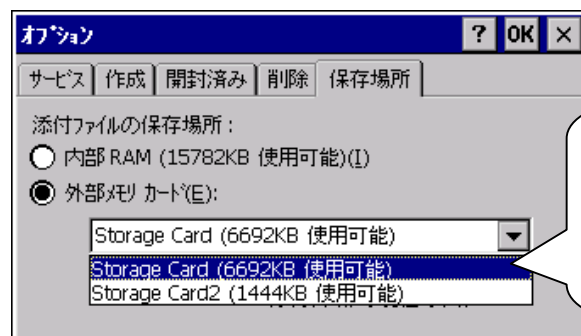 オプション ? OK ×
サービス 作成 開封済み 削除 保存場所
添付ファイルの保存場所：
内部 RAM (15782KB 使用可能)(I)
外部メモリ カード(E):
Storage Card (6692KB 使用可能)
Storage Card (6692KB 使用可能)
Storage Card2 (1444KB 使用可能)